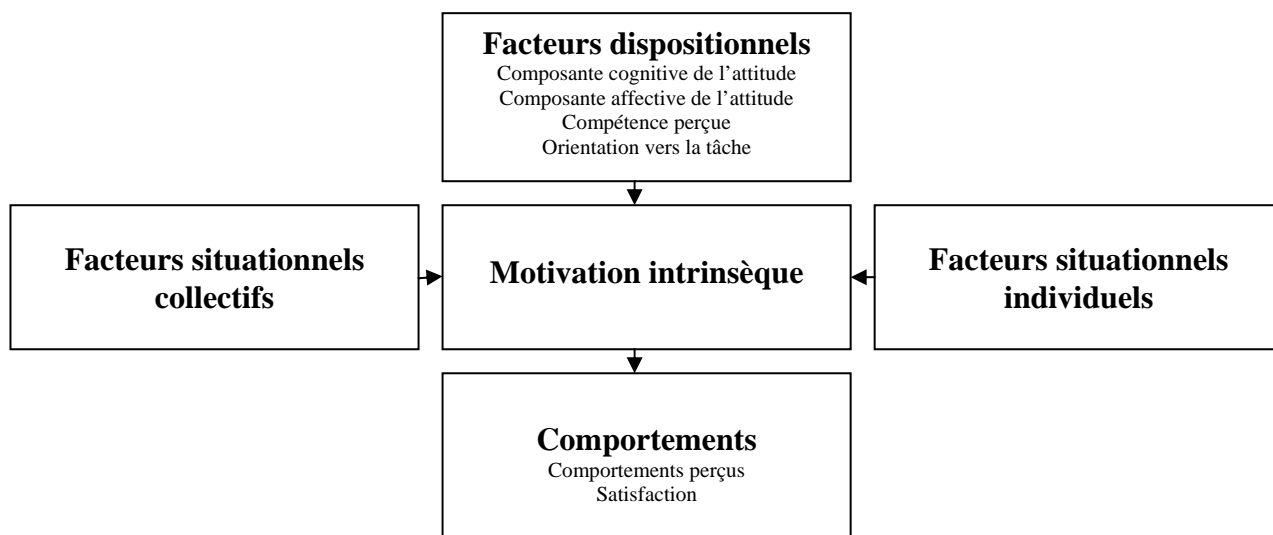 Facteurs dispositionnels
Composante cognitive de l’attitude
Composante affective de l’attitude
Compétence perçue
Orientation vers la tâche
Facteurs situationnels
collectifs
Motivation intrinsèque
Facteurs situationnels
individuels
Comportements
Comportements perçus
Satisfaction